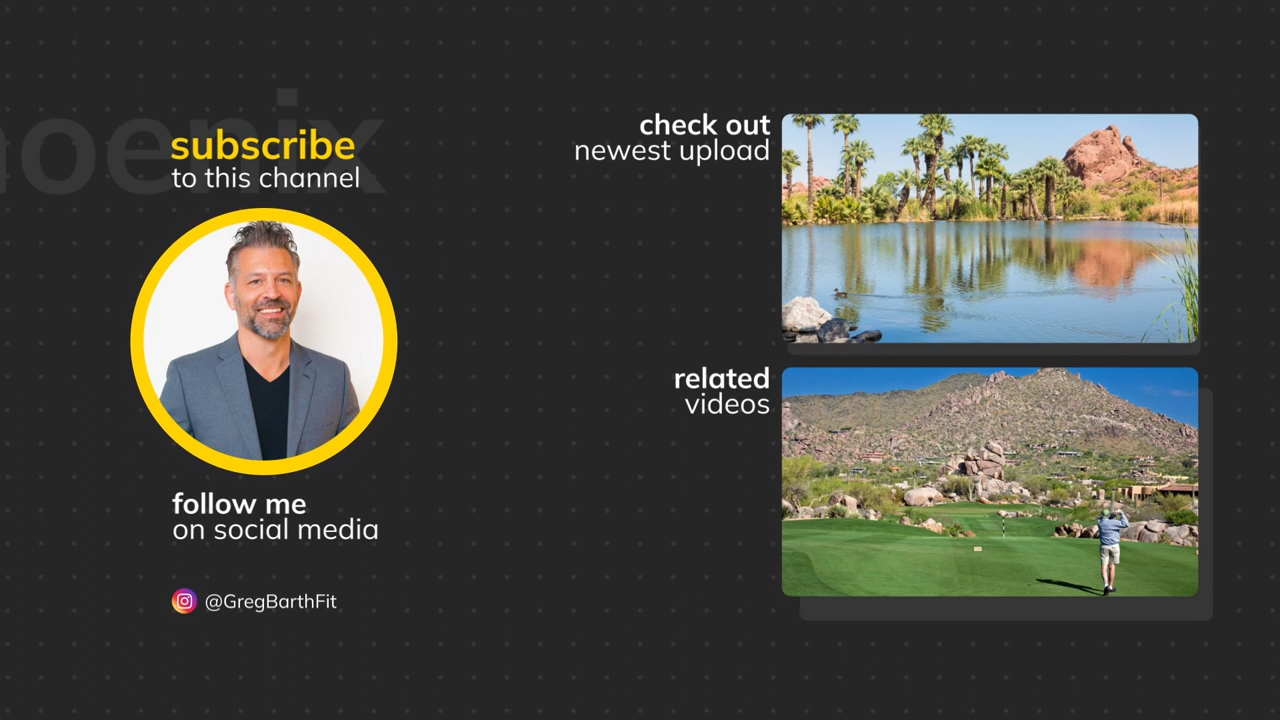 subscribe
to this channel
follow me
on social media
@GregBarthFit
check out
newest upload
related
videos